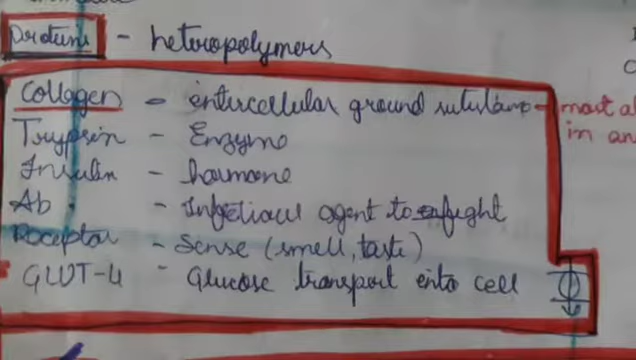 Proteins - heteropolymers
Collagen - intercellular ground substance → most a
in an
Trypsin - Enzyme
Insulin - hormone
Ab - Infectious agent to fight
Receptor - Sense (smell, taste)
GLUT-4 - Glucose transport into cell